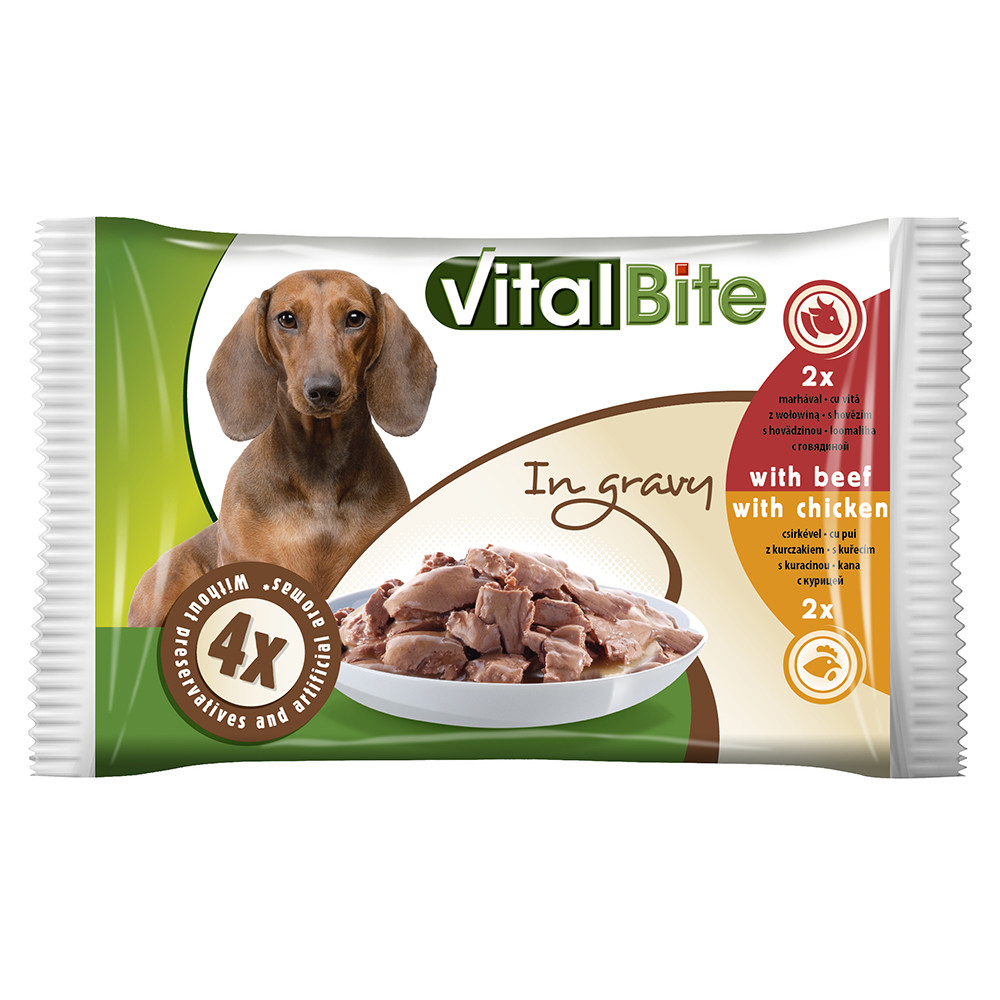 VitalBite
2x
marhával • cu vită
z wołowiną • s hovězím
s hovädzinou • loomaliha
с говядиной
with beef
In gravy
with chicken
csirkével • cu pui
z kurczakiem • s kuřecím
s kuracinou • kana
с курицей
2x
4x
Without preservatives and artificial aromas*